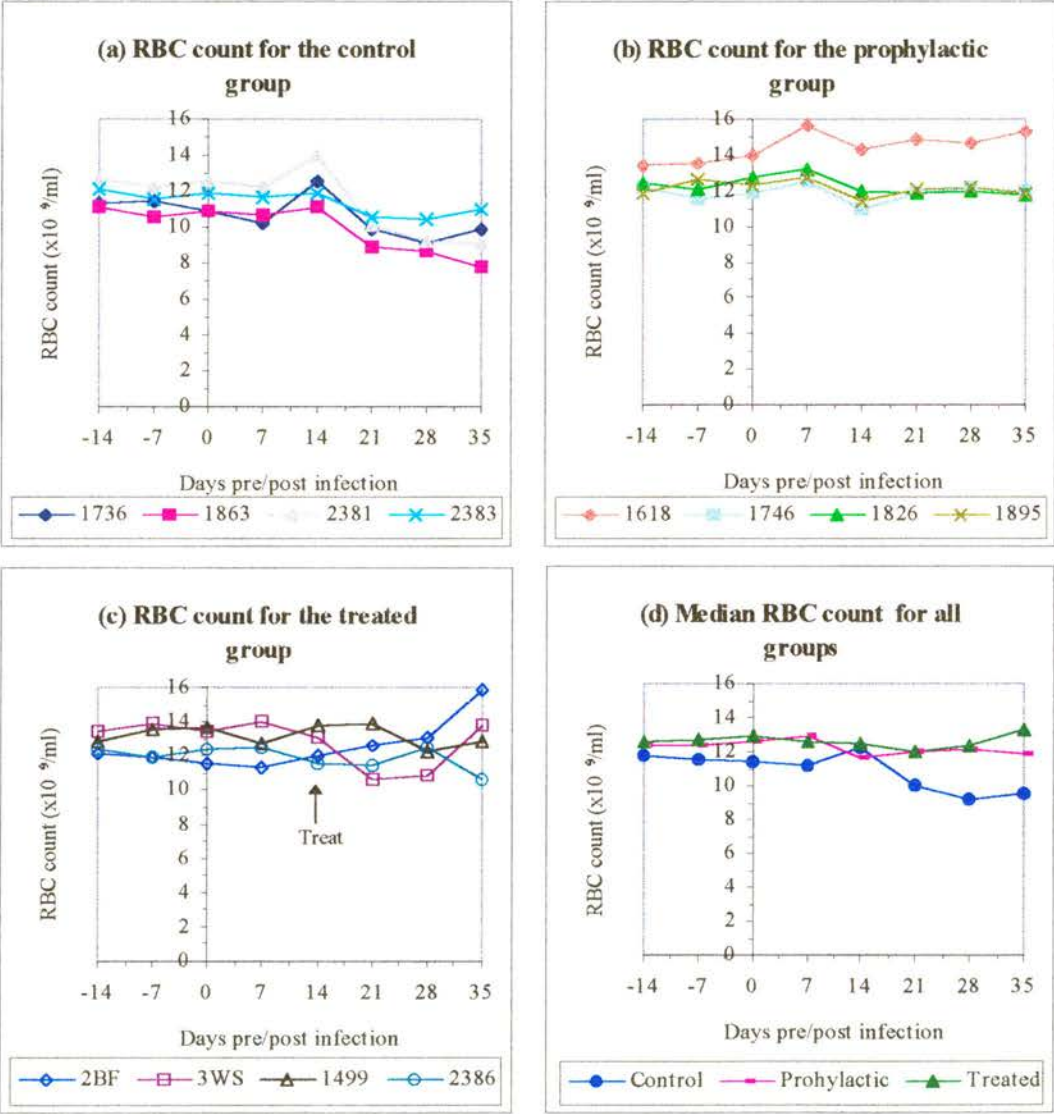 (a) RBC count for the control
group
RBC count (x10 9/ml)
16
14
12
10
8
6
4
2
0
-14 -7 0 7 14 21 28 35
Days pre/post infection
1736 1863 2381 2383
(b) RBC count for the prophylactic
group
RBC count (x10 9/ml)
16
14
12
10
8
6
4
2
0
-14 -7 0 7 14 21 28 35
Days pre/post infection
1618 1746 1826 1895
(c) RBC count for the treated
group
RBC count (x10 9/ml)
16
14
12
10
8
6
4
2
0
Treat
-14 -7 0 7 14 21 28 35
Days pre/post infection
2BF 3WS 1499 2386
(d) Median RBC count for all
groups
RBC count (x10 9/ml)
16
14
12
10
8
6
4
2
0
-14 -7 0 7 14 21 28 35
Days pre/post infection
Control Prohylactic Treated